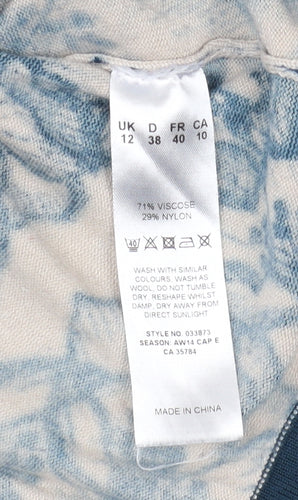 UK D FR CA
12 38 40 10
71% VISCOSE
29% NYLON
40
WASH WITH SIMILAR
COLOURS. WASH AS
WOOL. DO NOT TUMBLE
DRY. RESHAPE WHILST
DAMP. DRY AWAY FROM
DIRECT SUNLIGHT
STYLE NO. 033873
SEASON: AW14 CAP E
CA 35784
MADE IN CHINA